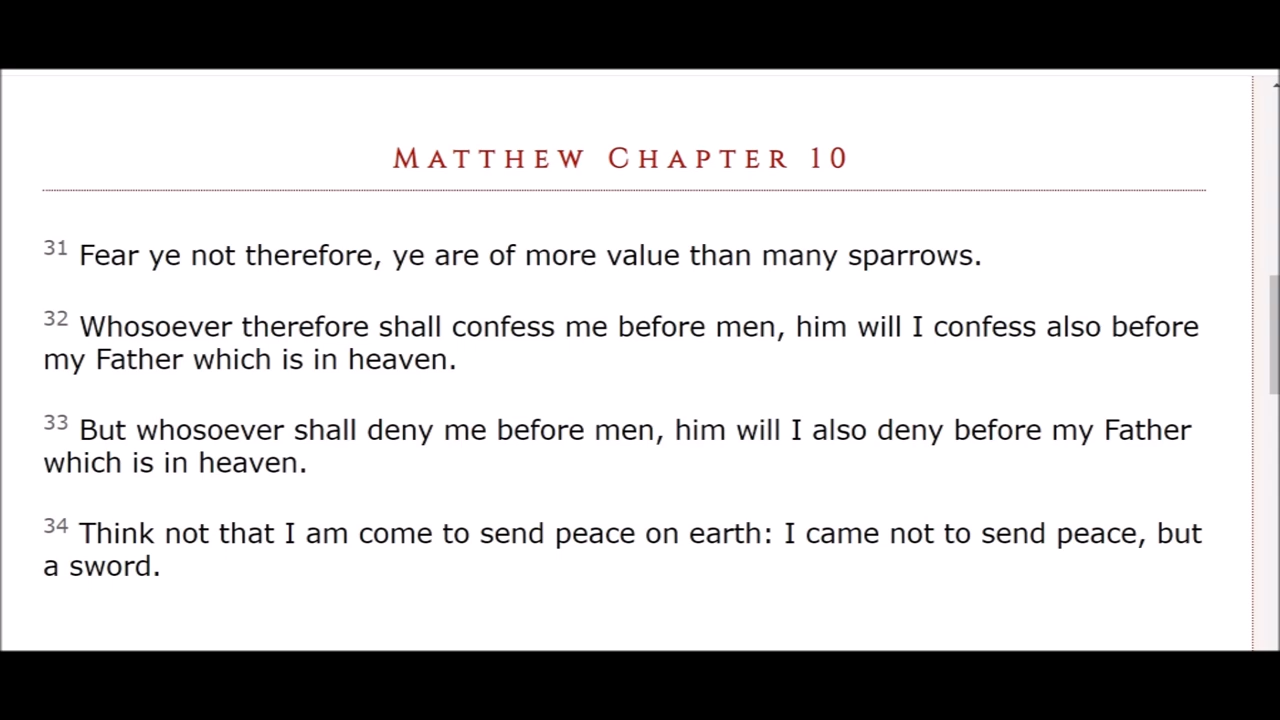 Matthew Chapter 10
31 Fear ye not therefore, ye are of more value than many sparrows.
32 Whosoever therefore shall confess me before men, him will I confess also before
my Father which is in heaven.
33 But whosoever shall deny me before men, him will I also deny before my Father
which is in heaven.
34 Think not that I am come to send peace on earth: I came not to send peace, but
a sword.